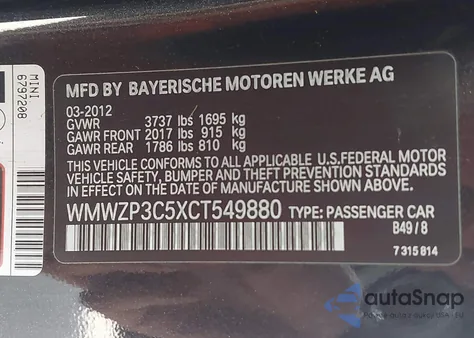 MINI
6797208
MFD BY BAYERISCHE MOTOREN WERKE AG
03-2012
GVWR 3737 lbs 1695 kg
GAWR FRONT 2017 lbs 915 kg
GAWR REAR 1786 lbs 810 kg
THIS VEHICLE CONFORMS TO ALL APPLICABLE U.S.FEDERAL MOTOR
VEHICLE SAFETY, BUMPER AND THEFT PREVENTION STANDARDS
IN EFFECT ON THE DATE OF MANUFACTURE SHOWN ABOVE.
WMWZP3C5XCT549880 TYPE: PASSENGER CAR
B49/8
7 315 814
autoSnap